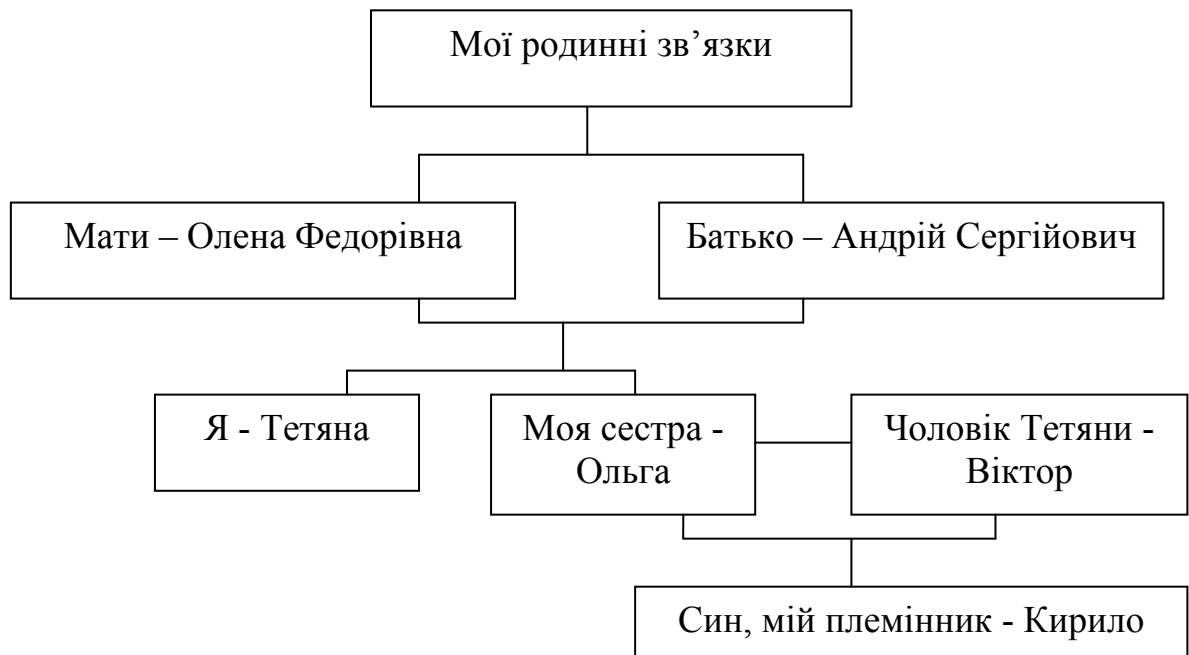 Мої родинні зв’язки
Мати – Олена Федорівна
Батько – Андрій Сергійович
Я - Тетяна
Моя сестра -
Ольга
Чоловік Тетяни -
Віктор
Син, мій племінник - Кирило